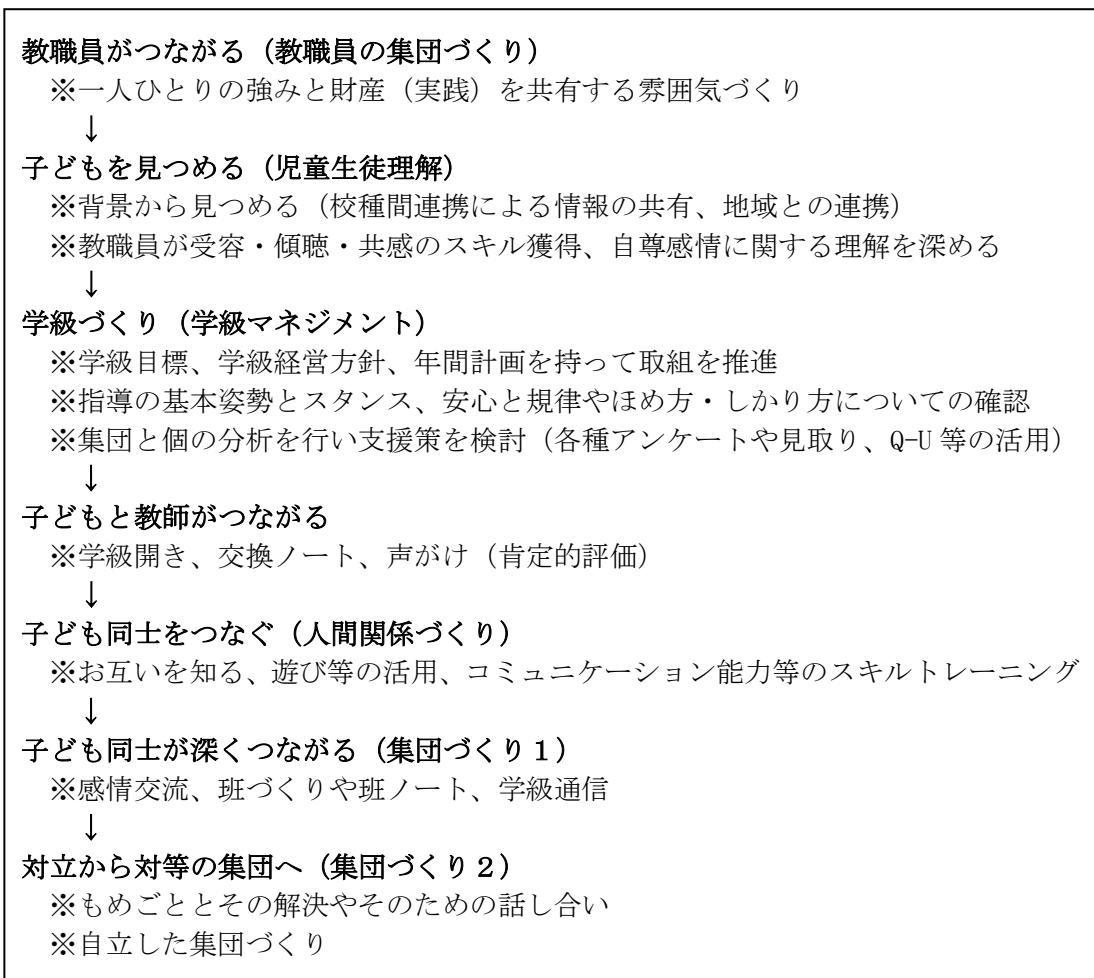 教職員がつながる（教職員の集団づくり）
※一人ひとりの強みと財産（実践）を共有する雰囲気づくり
↓
子どもを見つめる（児童生徒理解）
※背景から見つめる（校種間連携による情報の共有、地域との連携）
※教職員が受容・傾聴・共感のスキル獲得、自尊感情に関する理解を深める
↓
学級づくり（学級マネジメント）
※学級目標、学級経営方針、年間計画を持って取組を推進
※指導の基本姿勢とスタンス、安心と規律やほめ方・しかり方についての確認
※集団と個の分析を行い支援策を検討（各種アンケートや見取り、Q-U 等の活用）
↓
子どもと教師がつながる
※学級開き、交換ノート、声がけ（肯定的評価）
↓
子ども同士をつなぐ（人間関係づくり）
※お互いを知る、遊び等の活用、コミュニケーション能力等のスキルトレーニング
↓
子ども同士が深くつながる（集団づくり１）
※感情交流、班づくりや班ノート、学級通信
↓
対立から対等の集団へ（集団づくり２）
※もめごととその解決やそのための話し合い
※自立した集団づくり